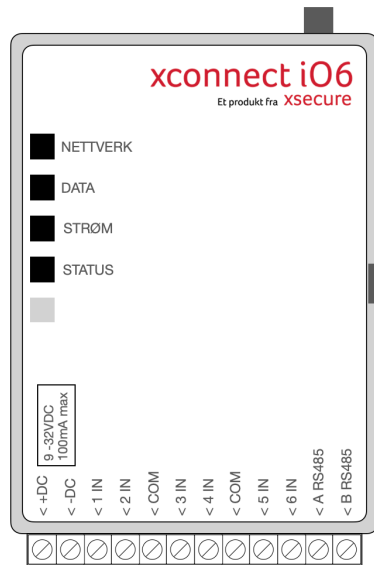 xconnect iO6
Et produkt fra xsecure
NETTVERK
DATA
STRØM
STATUS
9 -32VDC
100mA max
< +DC
< -DC
< 1 IN
< 2 IN
< COM
< 3 IN
< 4 IN
< COM
< 5 IN
< 6 IN
< A RS485
< B RS485